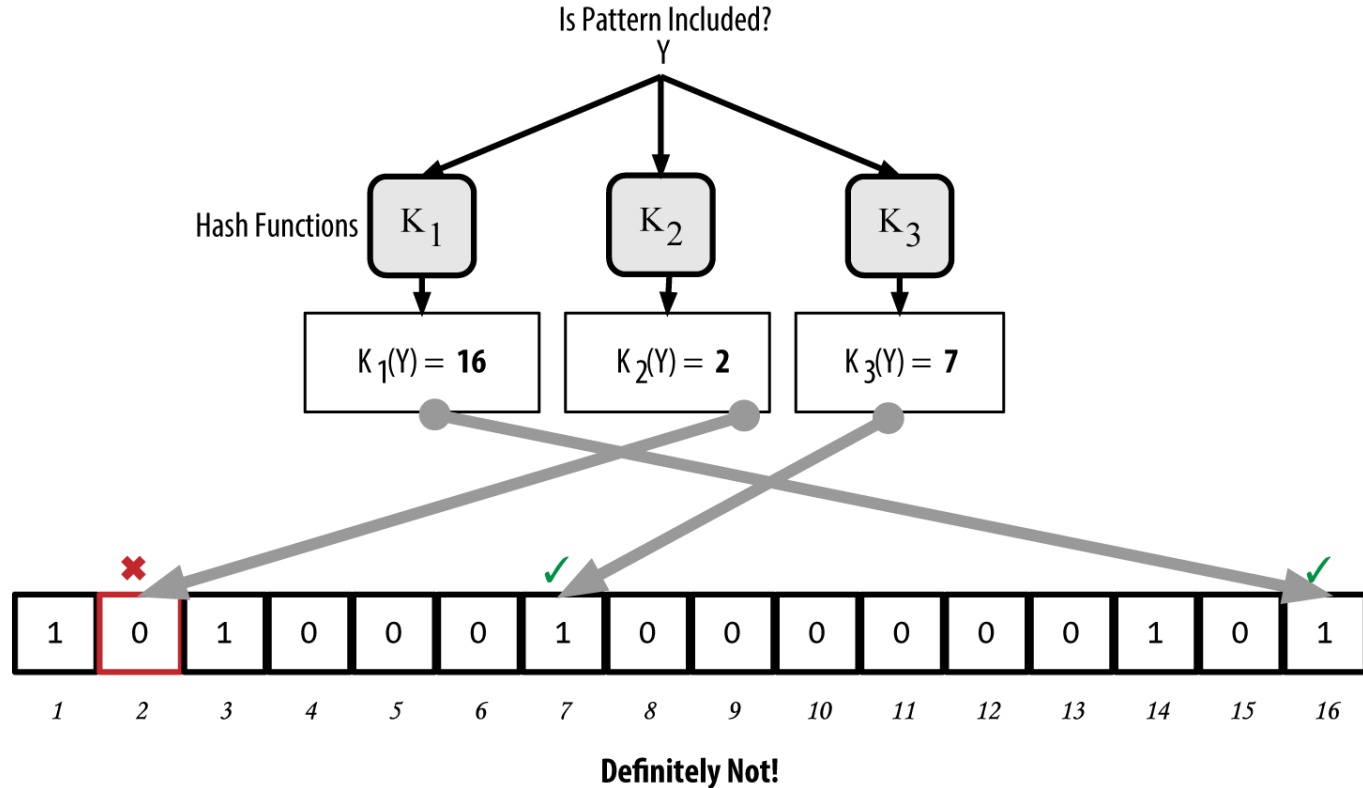 Is Pattern Included?
Y
Hash Functions
K1
K2
K3
K1(Y) = 16
K2(Y) = 2
K3(Y) = 7
✖ ✓ ✓
1 0 1 0 0 0 1 0 0 0 0 0 0 1 0 1
1 2 3 4 5 6 7 8 9 10 11 12 13 14 15 16
Definitely Not!